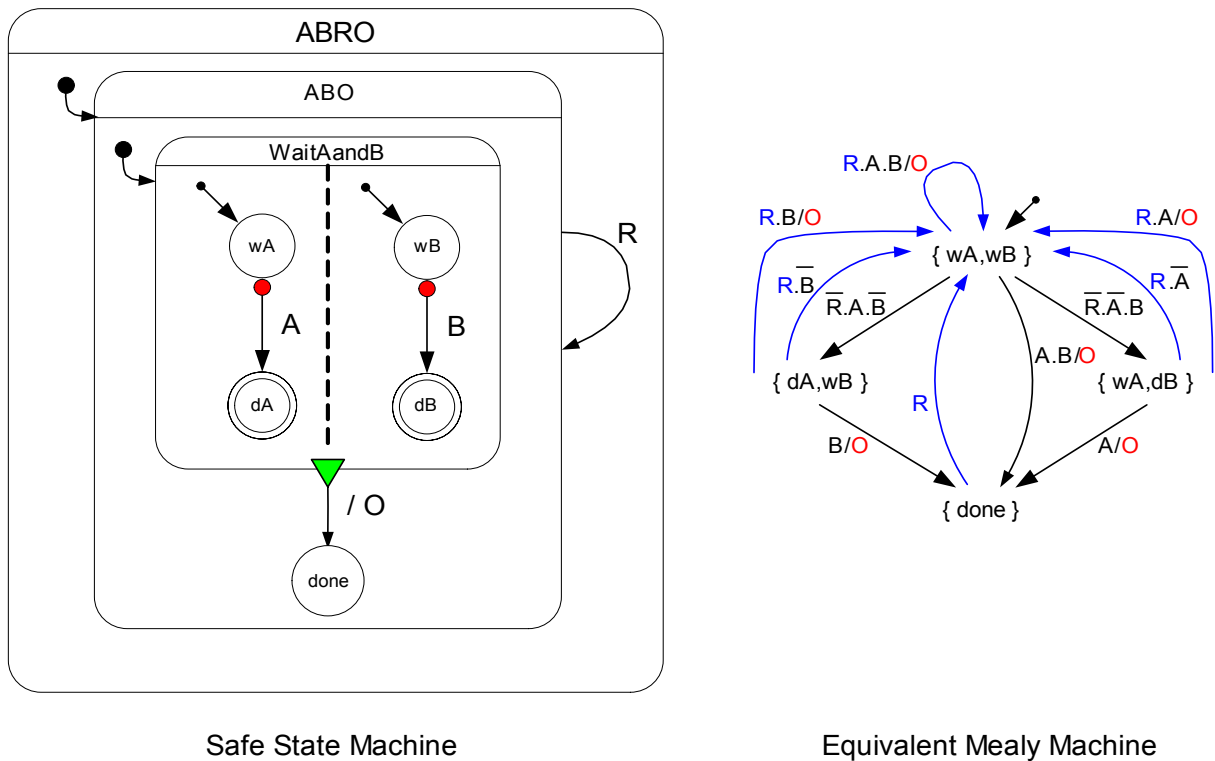 ABRO
ABO
WaitAandB
wA
wB
R
A
B
dA
dB
/ O
done
Safe State Machine
R.A.B/O
R.B/O
R.A/O
{ wA,wB }
R.B̅
R̅.A.B̅
R̅.A̅.B
R.A̅
A.B/O
{ dA,wB }
{ wA,dB }
R
B/O
A/O
{ done }
Equivalent Mealy Machine